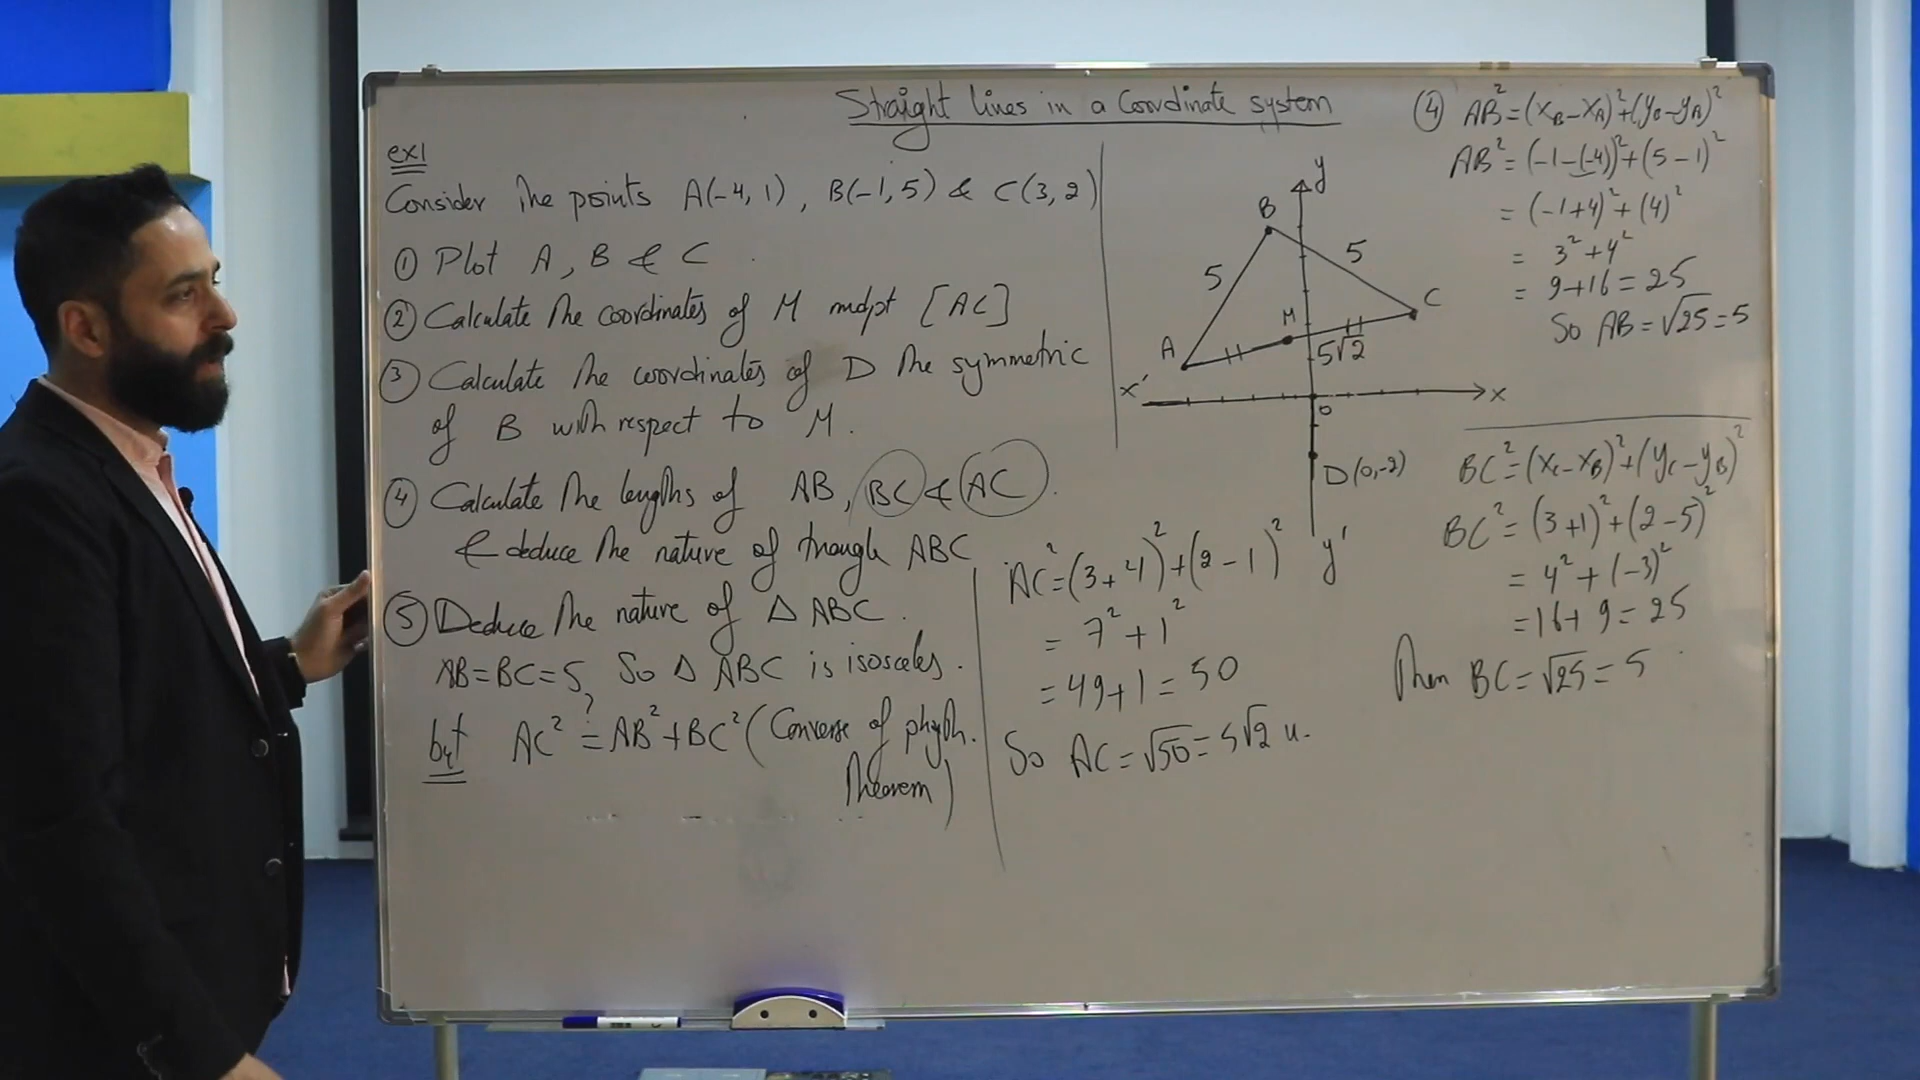 Straight lines in a Coordinate system
ex1
Consider the points A(-4, 1), B(-1, 5) & C(3, 2)
① Plot A, B & C
② Calculate the coordinates of M mdpt [AC]
③ Calculate the coordinates of D the symmetric
of B with respect to M.
④ Calculate the lengths of AB, BC & AC.
& deduce the nature of triangle ABC
⑤ Deduce the nature of Δ ABC.
AB=BC=5, So Δ ABC is isosceles.
but AC² ?= AB²+BC² (Converse of phyth.
theorem)
y
B
5
5
C
M
A
5√2
x'
o
x
D(0,-2)
y'
AC²=(3+4)²+(2-1)²
= 7²+1²
=49+1=50
So AC=√50=5√2 u.
④ AB²=(xB-xA)²+(yB-yA)²
AB²=(-1-(-4))²+(5-1)²
= (-1+4)²+(4)²
= 3²+4²
= 9+16=25
So AB=√25=5
BC²=(xC-xB)²+(yC-yB)²
BC²=(3+1)²+(2-5)²
= 4²+(-3)²
=16+9=25
Then BC=√25=5